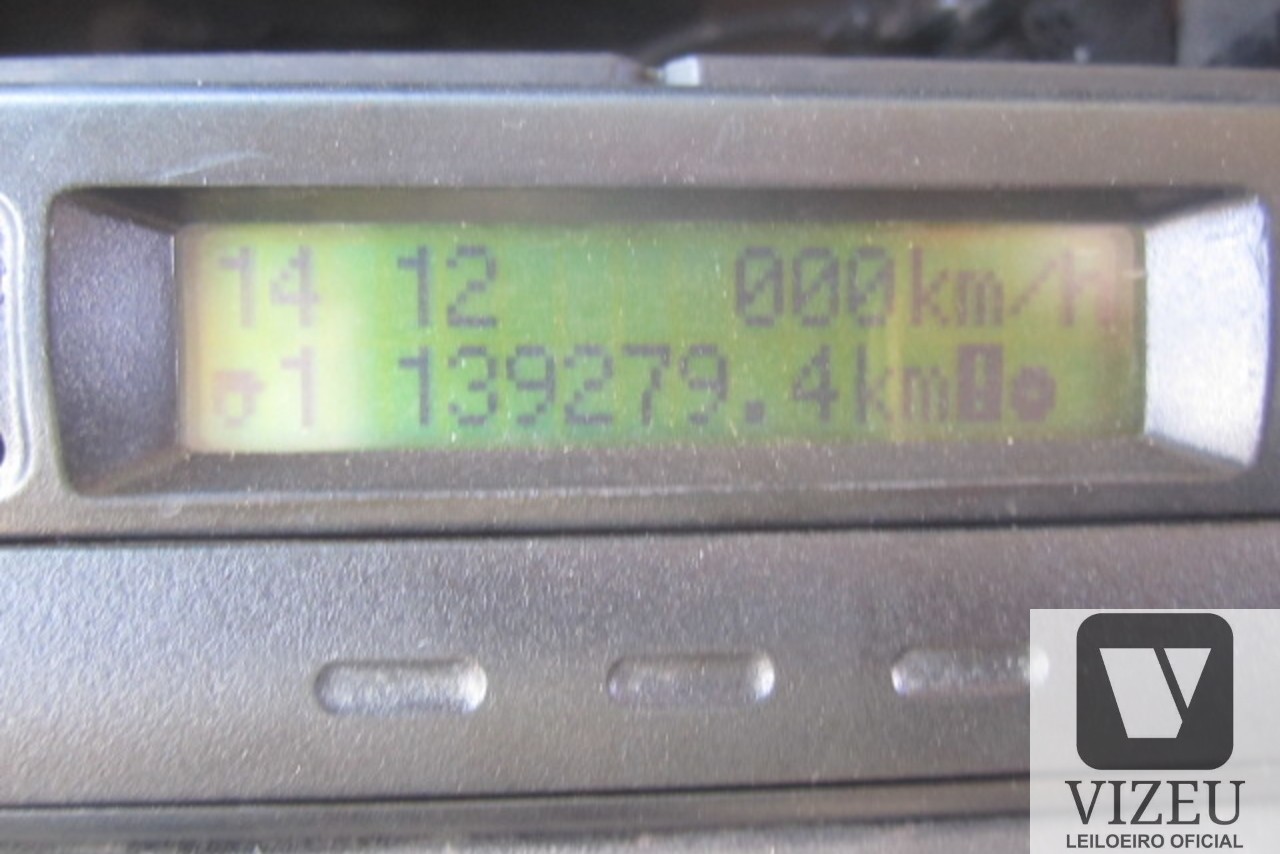 14 12 000km/h
1 139279.4km
VIZEU
LEILOEIRO OFICIAL